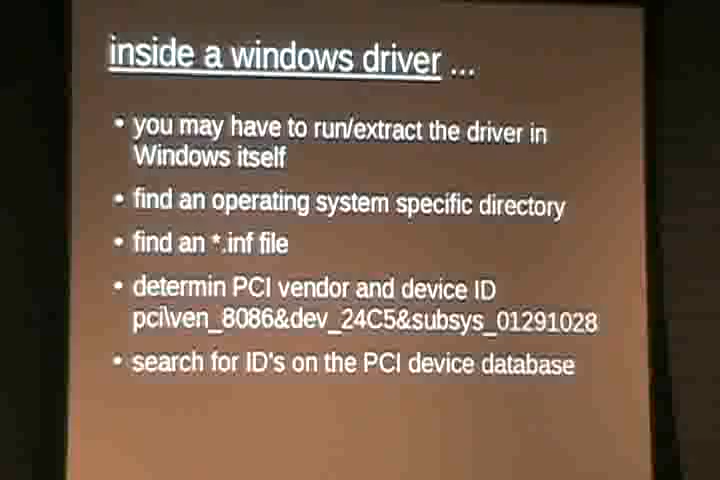 inside a windows driver ...
• you may have to run/extract the driver in
Windows itself
• find an operating system specific directory
• find an *.inf file
• determin PCI vendor and device ID
pci\ven_8086&dev_24C5&subsys_01291028
• search for ID's on the PCI device database